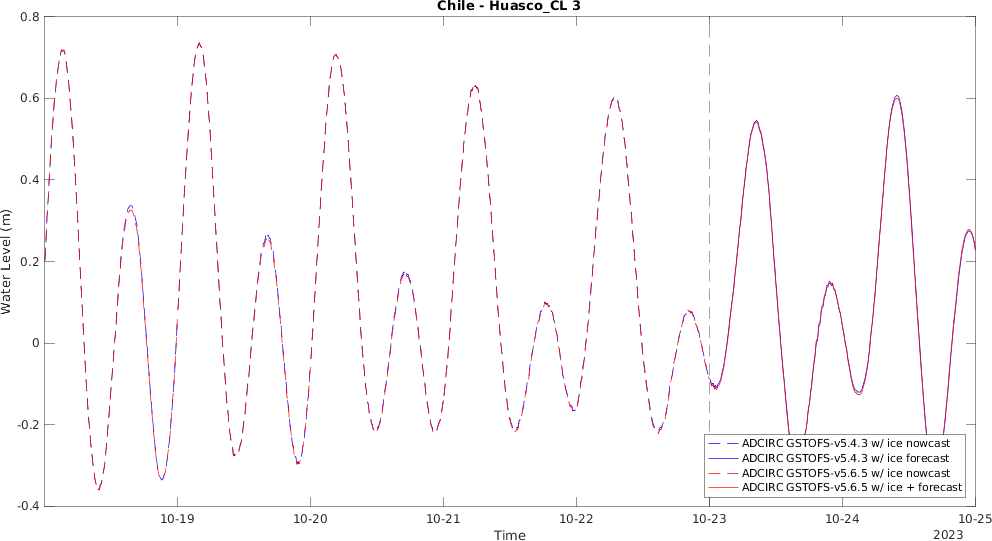 Chile - Huasco_CL 3
Water Level (m)
0.8
0.6
0.4
0.2
0
-0.2
-0.4
10-19
10-20
10-21
10-22
10-23
10-24
10-25
Time
2023
ADCIRC GSTOFS-v5.4.3 w/ ice nowcast
ADCIRC GSTOFS-v5.4.3 w/ ice forecast
ADCIRC GSTOFS-v5.6.5 w/ ice nowcast
ADCIRC GSTOFS-v5.6.5 w/ ice + forecast